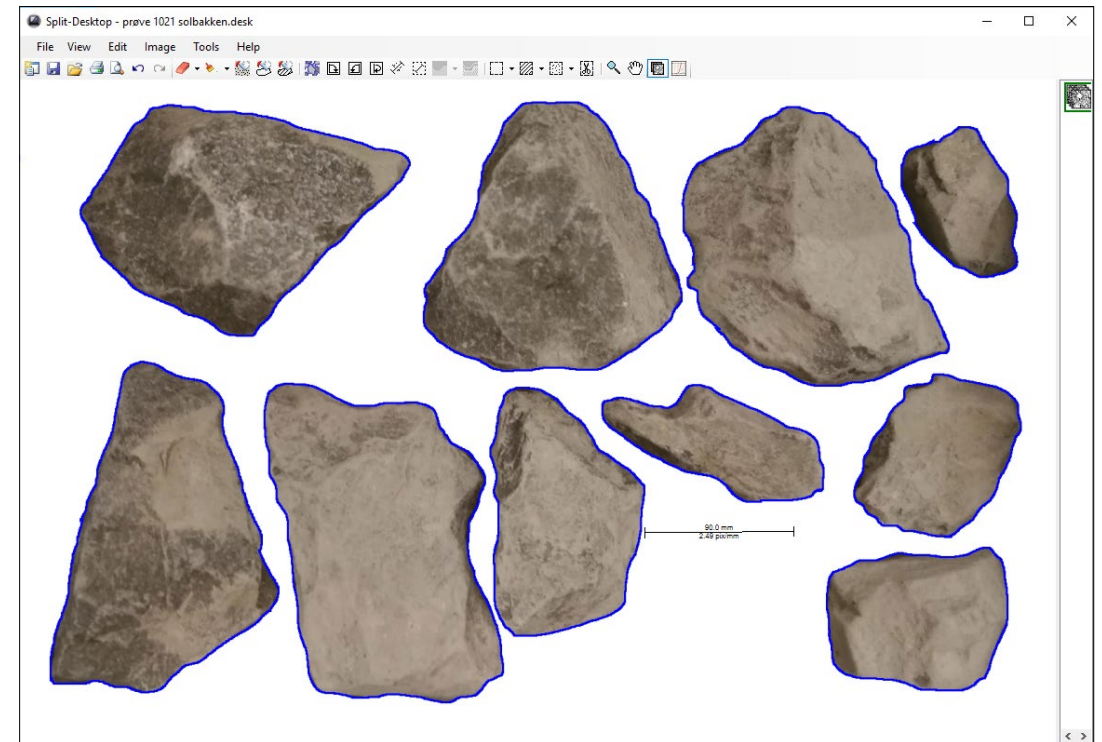 Split-Desktop - prøve 1021 solbakken.desk
File View Edit Image Tools Help
90.0 mm
2.49 pix/mm